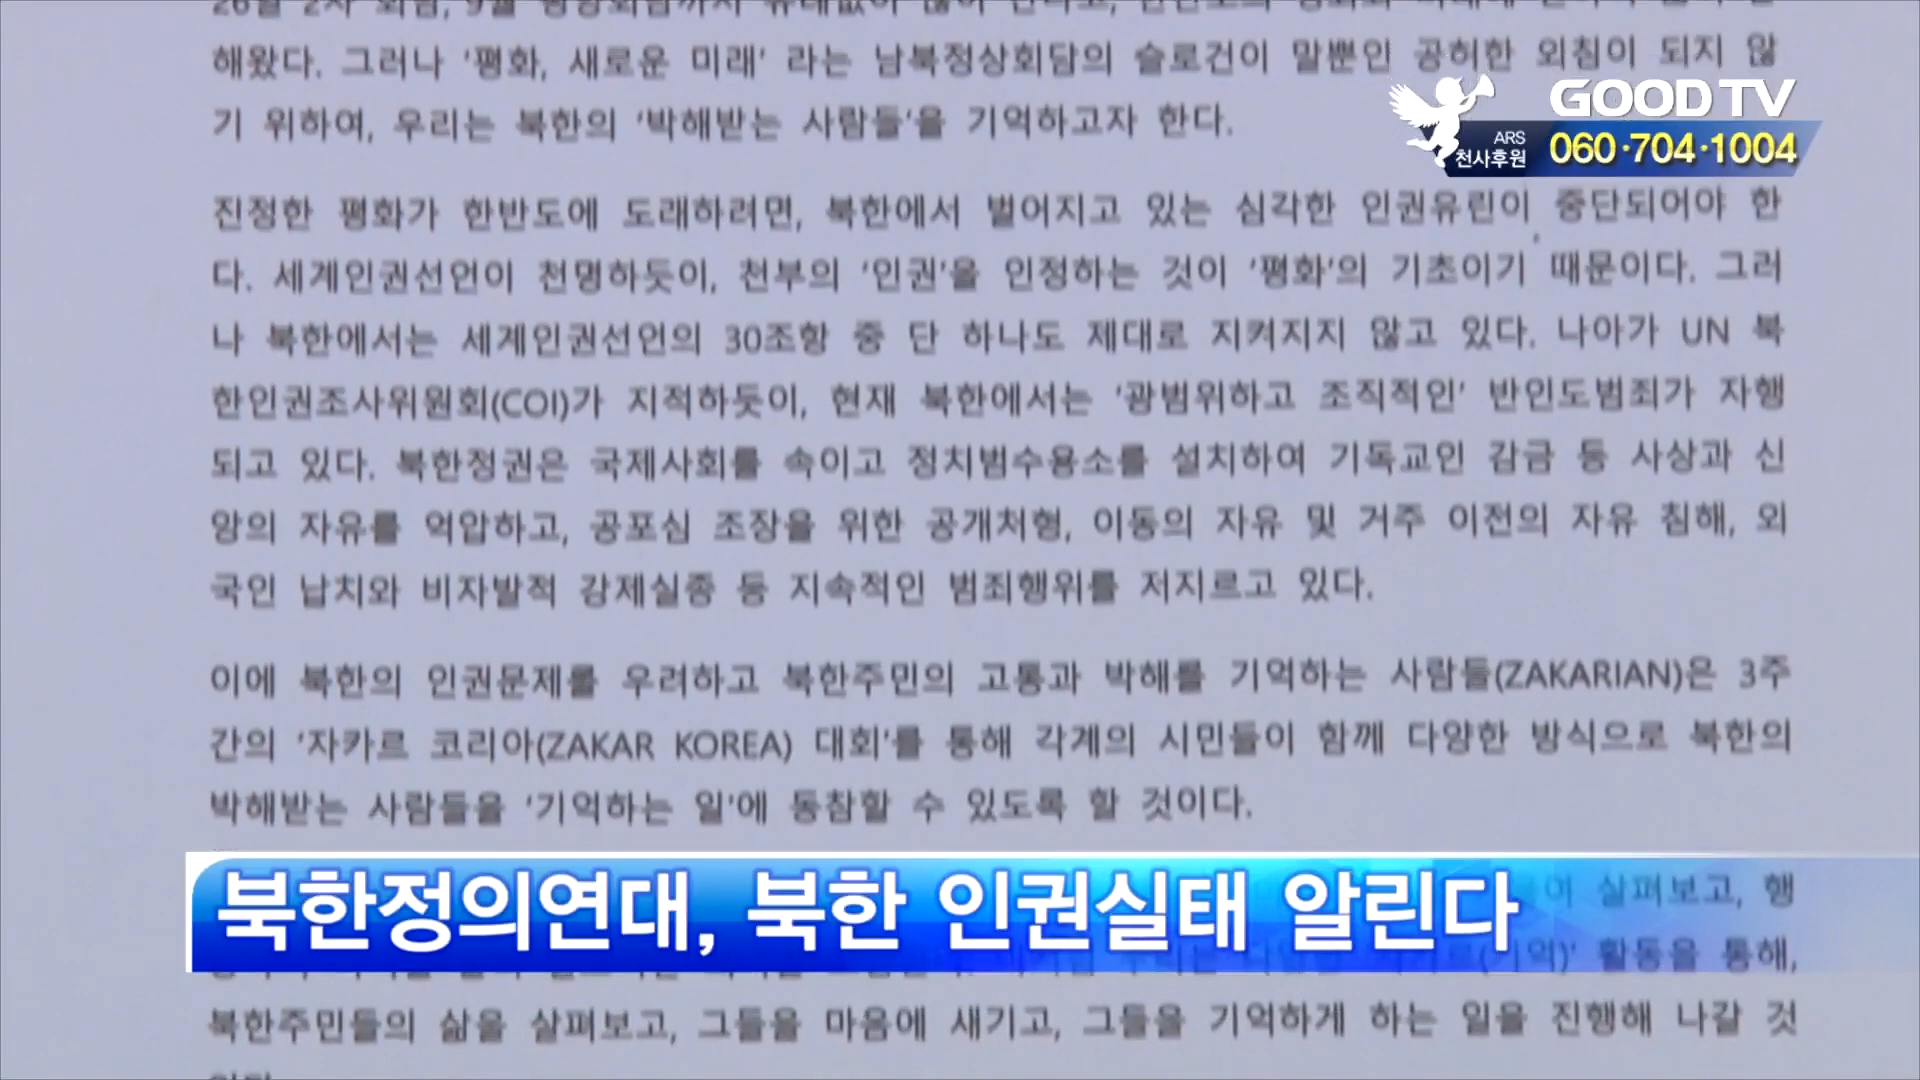 해왔다. 그러나 '평화, 새로운 미래' 라는 남북정상회담의 슬로건이 말뿐인 공허한 외침이 되지 않
기 위하여, 우리는 북한의 '박해받는 사람들'을 기억하고자 한다.
GOODTV
ARS
천사후원
060·704·1004
진정한 평화가 한반도에 도래하려면, 북한에서 벌어지고 있는 심각한 인권유린이 중단되어야 한
다. 세계인권선언이 천명하듯이, 천부의 '인권'을 인정하는 것이 '평화'의 기초이기 때문이다. 그러
나 북한에서는 세계인권선언의 30조항 중 단 하나도 제대로 지켜지지 않고 있다. 나아가 UN 북
한인권조사위원회(COI)가 지적하듯이, 현재 북한에서는 '광범위하고 조직적인' 반인도범죄가 자행
되고 있다. 북한정권은 국제사회를 속이고 정치범수용소를 설치하여 기독교인 감금 등 사상과 신
앙의 자유를 억압하고, 공포심 조장을 위한 공개처형, 이동의 자유 및 거주 이전의 자유 침해, 외
국인 납치와 비자발적 강제실종 등 지속적인 범죄행위를 저지르고 있다.
이에 북한의 인권문제를 우려하고 북한주민의 고통과 박해를 기억하는 사람들(ZAKARIAN)은 3주
간의 '자카르 코리아(ZAKAR KOREA) 대회'를 통해 각계의 시민들이 함께 다양한 방식으로 북한의
박해받는 사람들을 '기억하는 일'에 동참할 수 있도록 할 것이다.
살펴보고, 행
북한정의연대, 북한 인권실태 알린다
활동을 통해,
북한주민들의 삶을 살펴보고, 그들을 마음에 새기고, 그들을 기억하게 하는 일을 진행해 나갈 것